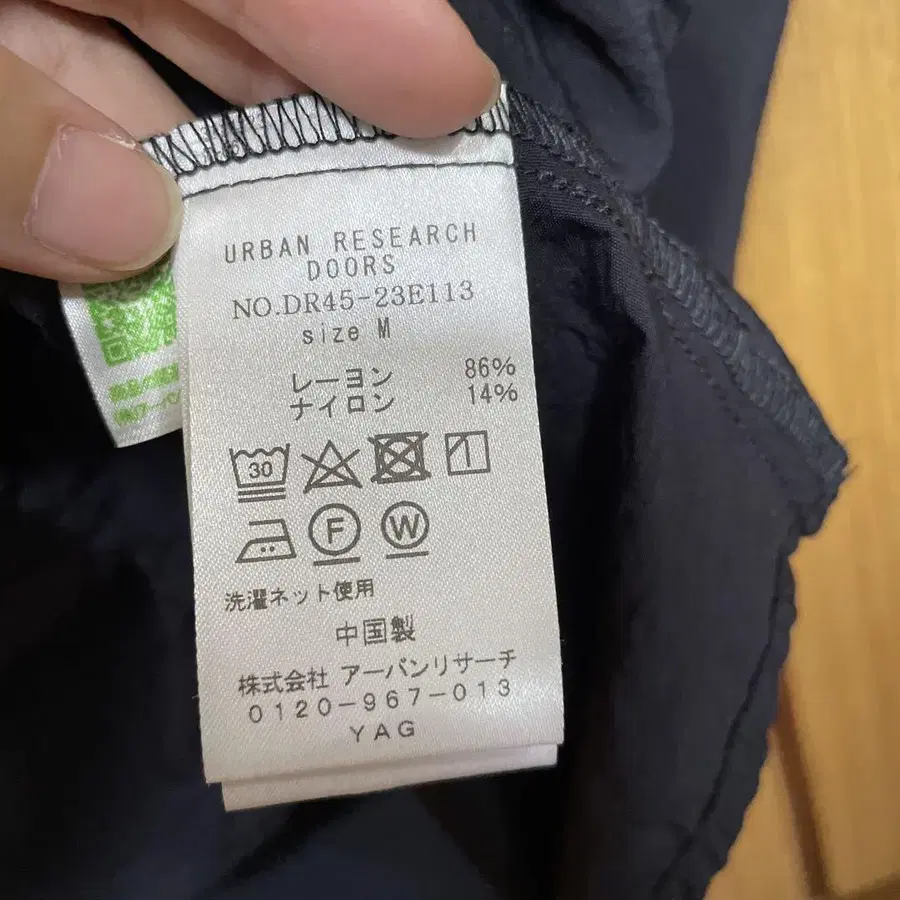 URBAN RESEARCH
DOORS
NO.DR45-23E113
size M
レーヨン 86%
ナイロン 14%
30
F W
洗濯ネット使用
中国製
株式会社 アーバンリサーチ
0120-967-013
YAG